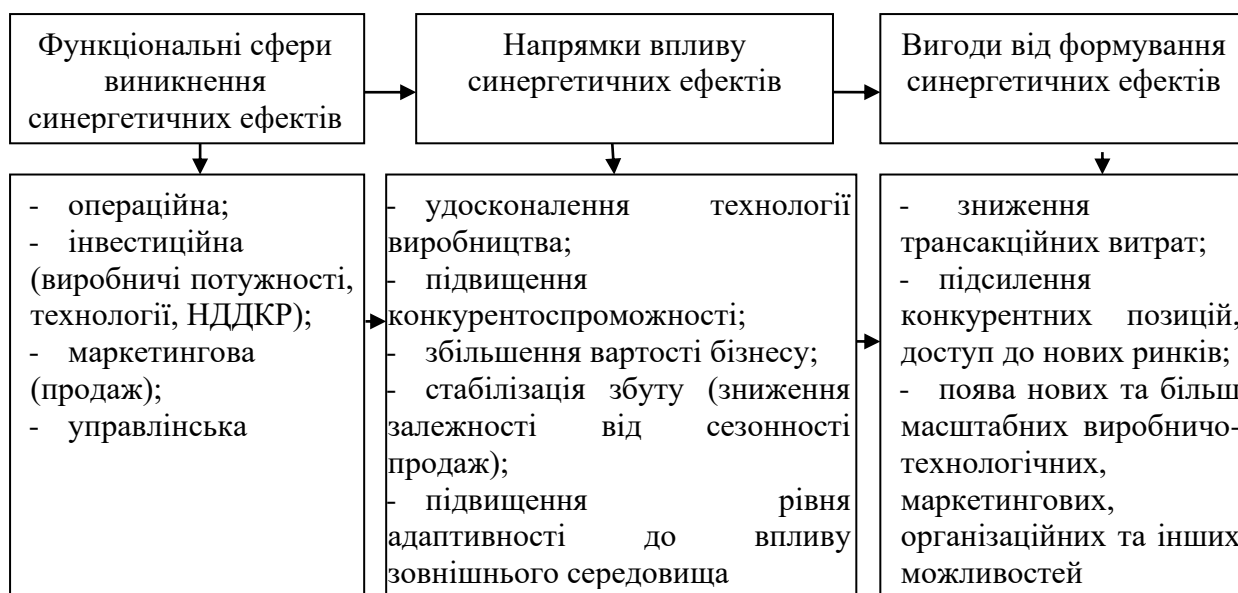 Функціональні сфери
виникнення
синергетичних ефектів
Напрямки впливу
синергетичних ефектів
Вигоди від формування
синергетичних ефектів
- операційна;
- інвестиційна
(виробничі потужності,
технології, НДДКР);
- маркетингова
(продаж);
- управлінська
- удосконалення технології
виробництва;
- підвищення
конкурентоспроможності;
- збільшення вартості бізнесу;
- стабілізація збуту (зниження
залежності від сезонності
продаж);
- підвищення рівня
адаптивності до впливу
зовнішнього середовища
- зниження
трансакційних витрат;
- підсилення
конкурентних позицій,
доступ до нових ринків;
- поява нових та більш
масштабних виробничо-
технологічних,
маркетингових,
організаційних та інших
можливостей